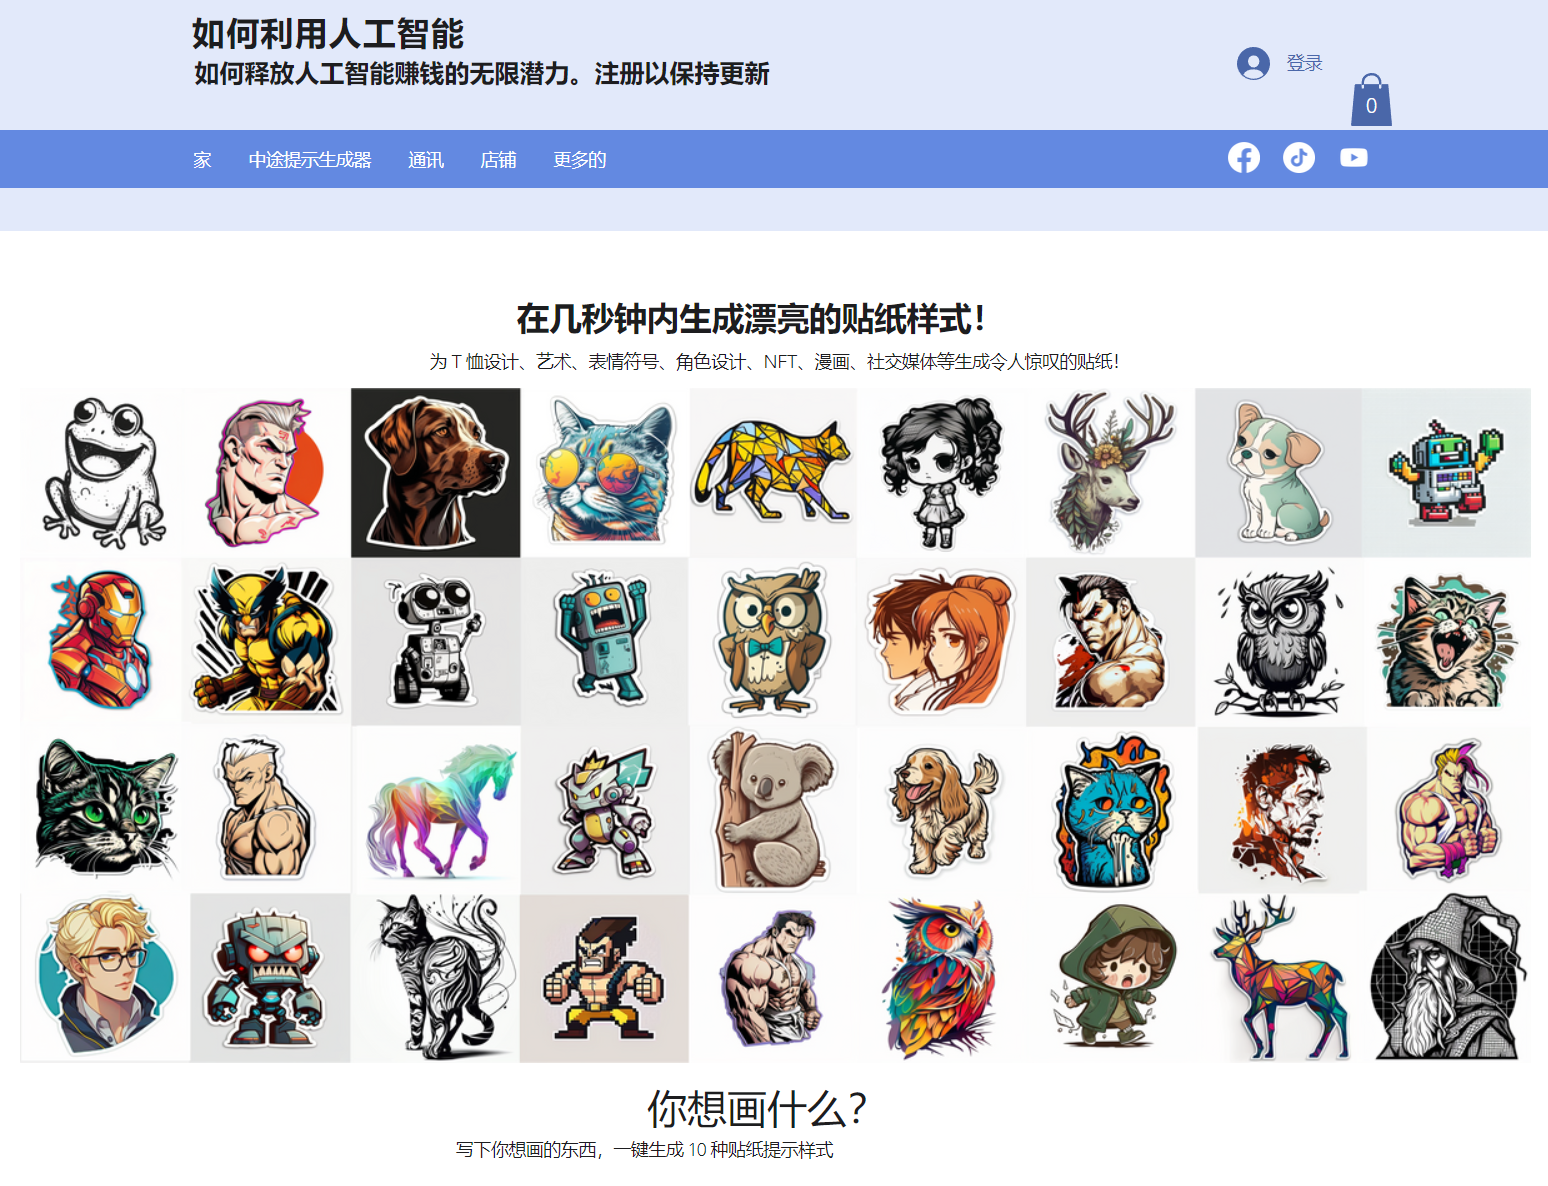 如何利用人工智能
如何释放人工智能赚钱的无限潜力。注册以保持更新
登录
0
家 中途提示生成器 通讯 店铺 更多的
在几秒钟内生成漂亮的贴纸样式！
为 T 恤设计、艺术、表情符号、角色设计、NFT、漫画、社交媒体等生成令人惊叹的贴纸！
你想画什么？
写下你想画的东西，一键生成 10 种贴纸提示样式